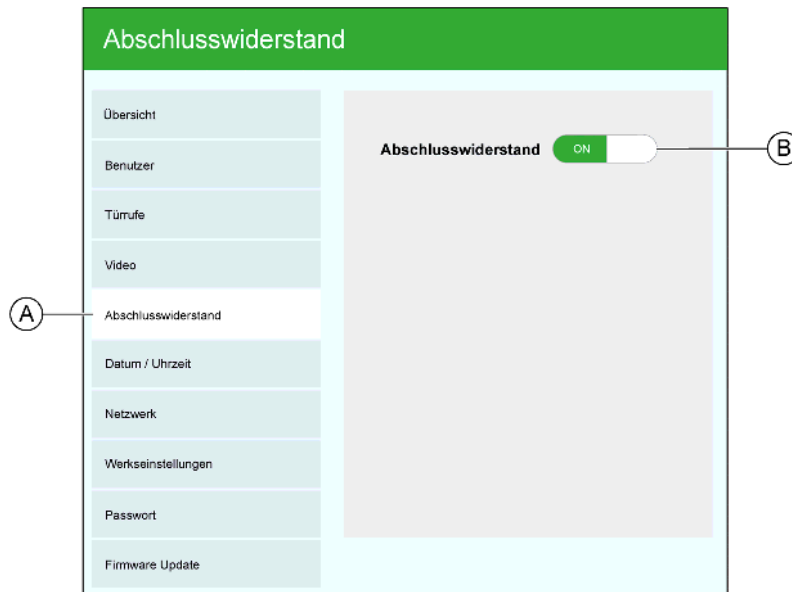 Abschlusswiderstand
Übersicht
Benutzer
Türrufe
Video
Abschlusswiderstand
Datum / Uhrzeit
Netzwerk
Werkseinstellungen
Passwort
Firmware Update
Abschlusswiderstand ON
A
B